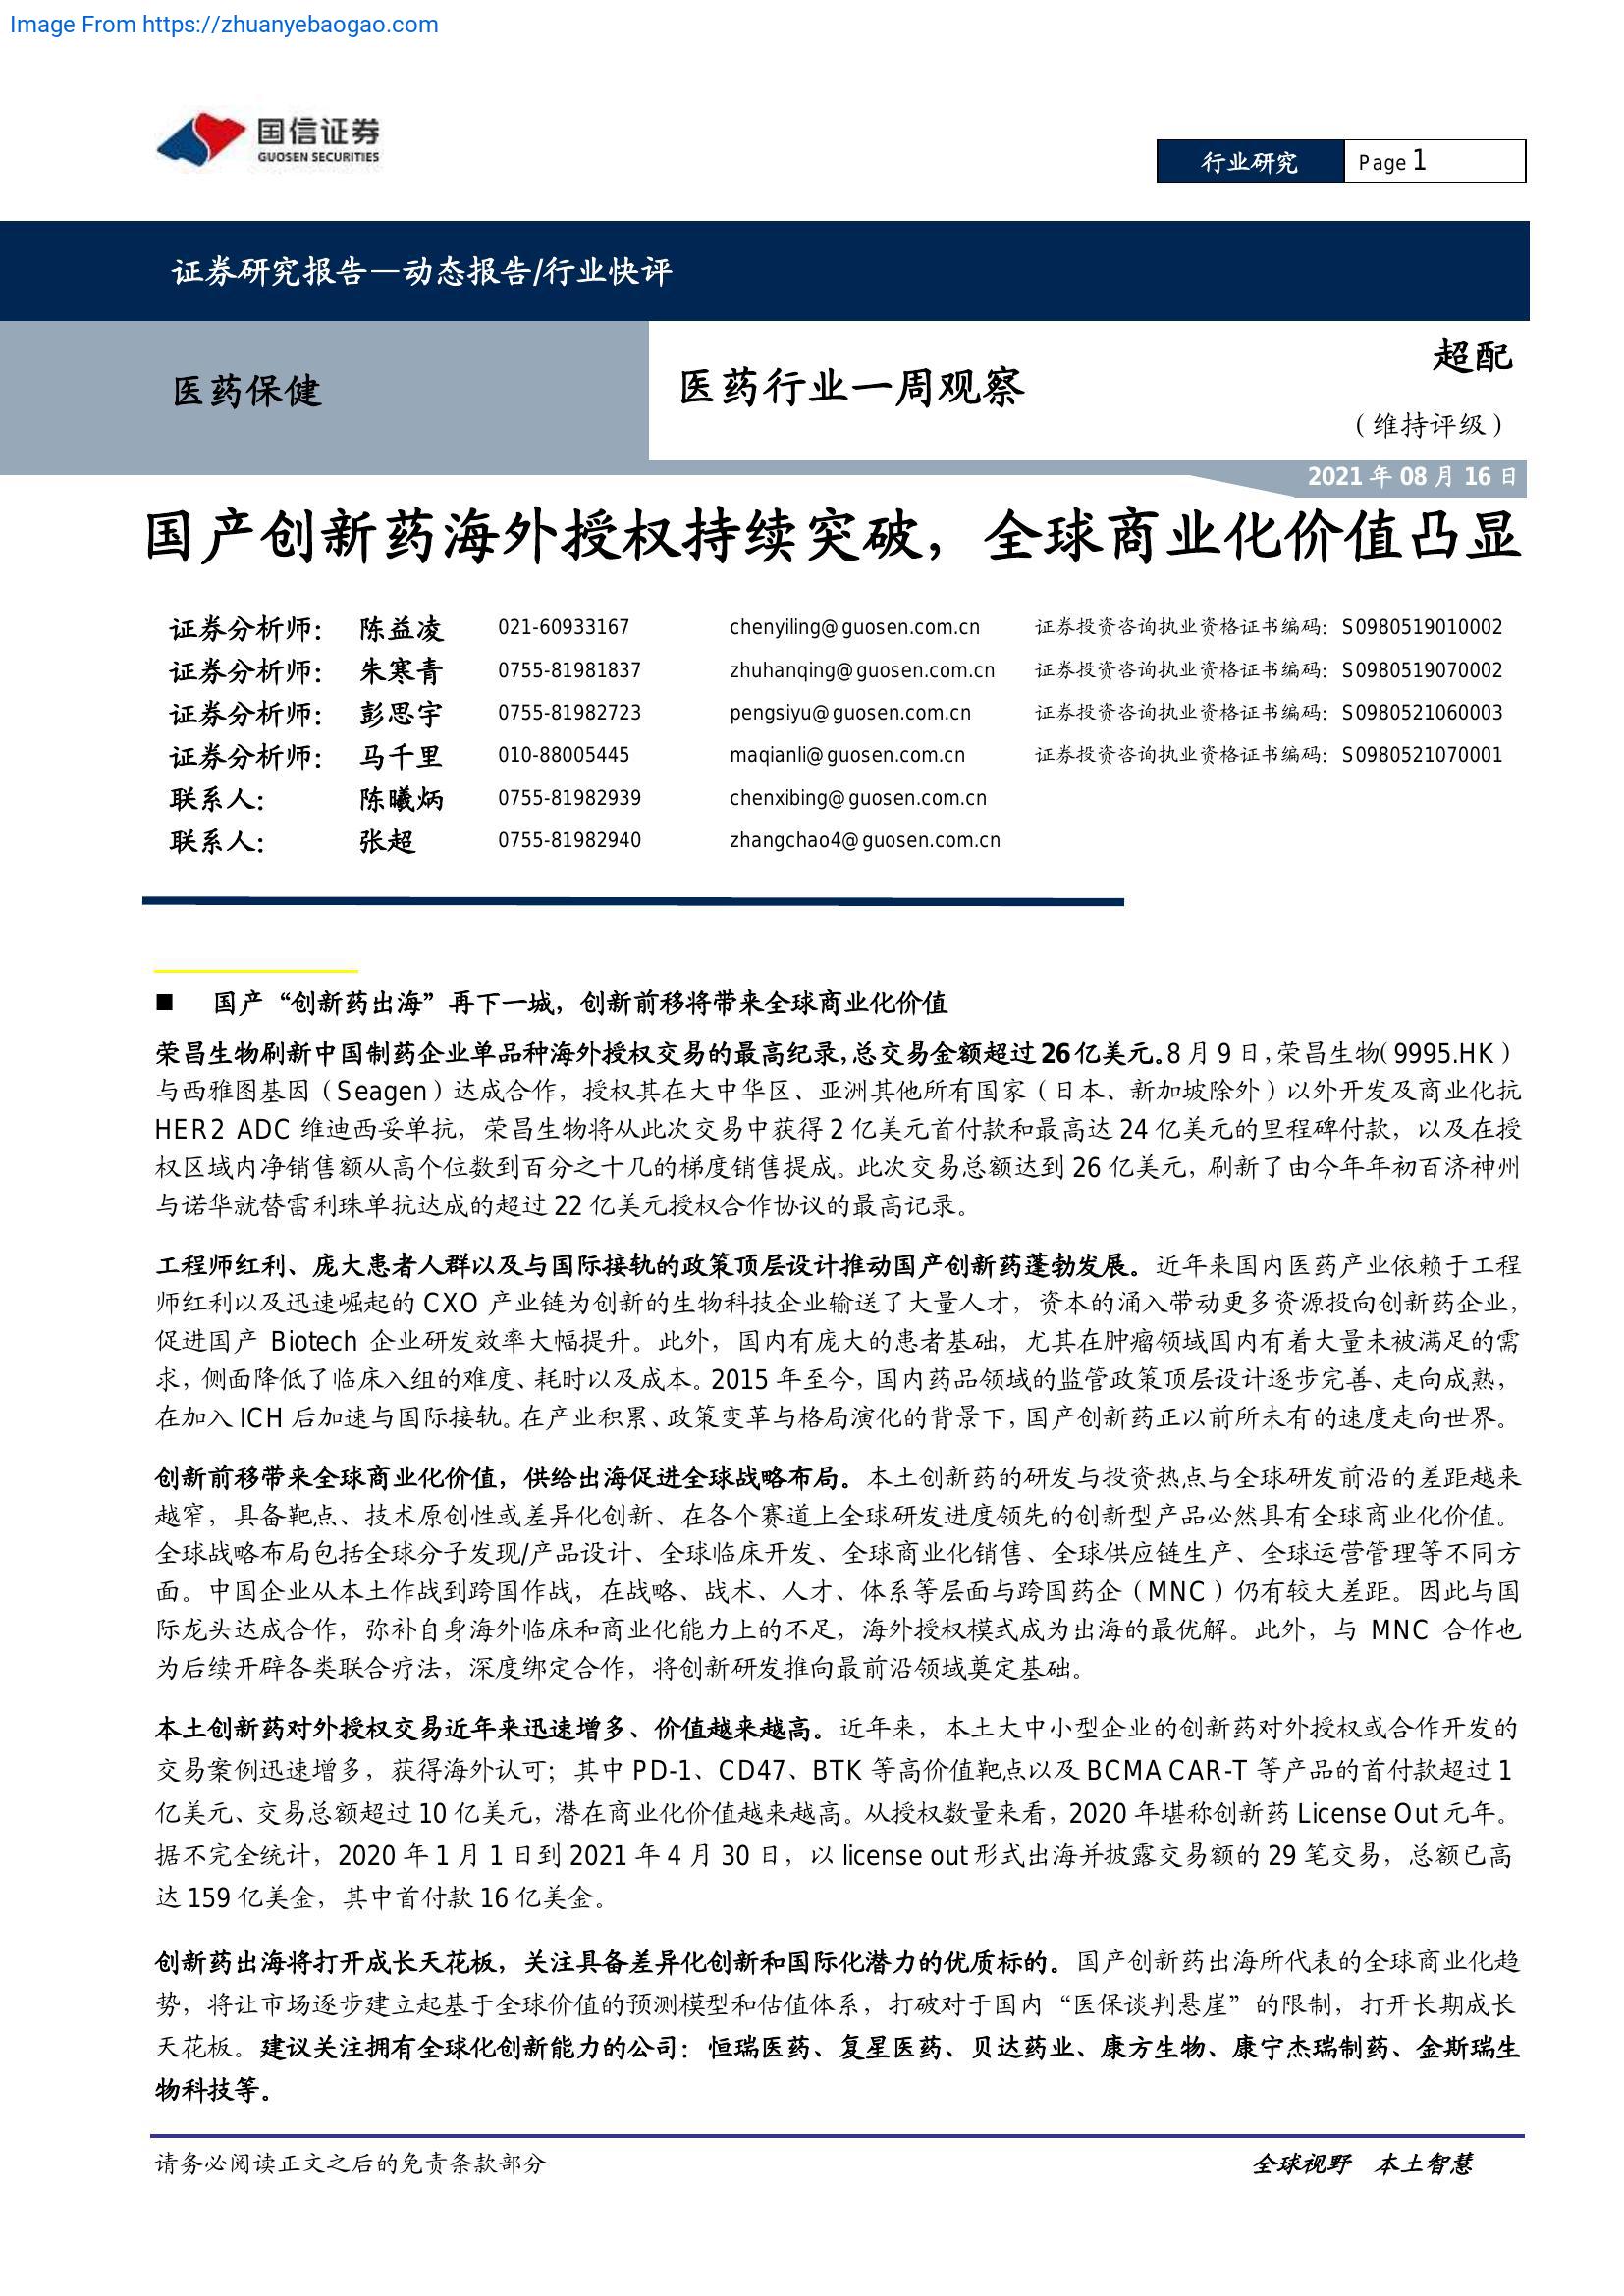 Image From https://zhuanyebaogao.com
国信证券
GUOSEN SECURITIES
行业研究 Page 1
证券研究报告—动态报告/行业快评
医药保健
医药行业一周观察
超配
（维持评级）
2021 年 08 月 16 日
国产创新药海外授权持续突破，全球商业化价值凸显
证券分析师： 陈益凌 021-60933167 chenyiling@guosen.com.cn 证券投资咨询执业资格证书编码：S0980519010002
证券分析师： 朱寒青 0755-81981837 zhuhanqing@guosen.com.cn 证券投资咨询执业资格证书编码：S0980519070002
证券分析师： 彭思宇 0755-81982723 pengsiyu@guosen.com.cn 证券投资咨询执业资格证书编码：S0980521060003
证券分析师： 马千里 010-88005445 maqianli@guosen.com.cn 证券投资咨询执业资格证书编码：S0980521070001
联系人： 陈曦炳 0755-81982939 chenxibing@guosen.com.cn
联系人： 张超 0755-81982940 zhangchao4@guosen.com.cn
■ 国产“创新药出海”再下一城，创新前移将带来全球商业化价值
荣昌生物刷新中国制药企业单品种海外授权交易的最高纪录，总交易金额超过 26 亿美元。8 月 9 日，荣昌生物（9995.HK）
与西雅图基因（Seagen）达成合作，授权其在大中华区、亚洲其他所有国家（日本、新加坡除外）以外开发及商业化抗
HER2 ADC 维迪西妥单抗，荣昌生物将从此次交易中获得 2 亿美元首付款和最高达 24 亿美元的里程碑付款，以及在授
权区域内净销售额从高个位数到百分之十几的梯度销售提成。此次交易总额达到 26 亿美元，刷新了由今年年初百济神州
与诺华就替雷利珠单抗达成的超过 22 亿美元授权合作协议的最高记录。
工程师红利、庞大患者人群以及与国际接轨的政策顶层设计推动国产创新药蓬勃发展。近年来国内医药产业依赖于工程
师红利以及迅速崛起的 CXO 产业链为创新的生物科技企业输送了大量人才，资本的涌入带动更多资源投向创新药企业，
促进国产 Biotech 企业研发效率大幅提升。此外，国内有庞大的患者基础，尤其在肿瘤领域国内有着大量未被满足的需
求，侧面降低了临床入组的难度、耗时以及成本。2015 年至今，国内药品领域的监管政策顶层设计逐步完善、走向成熟，
在加入 ICH 后加速与国际接轨。在产业积累、政策变革与格局演化的背景下，国产创新药正以前所未有的速度走向世界。
创新前移带来全球商业化价值，供给出海促进全球战略布局。本土创新药的研发与投资热点与全球研发前沿的差距越来
越窄，具备靶点、技术原创性或差异化创新、在各个赛道上全球研发进度领先的创新型产品必然具有全球商业化价值。
全球战略布局包括全球分子发现/产品设计、全球临床开发、全球商业化销售、全球供应链生产、全球运营管理等不同方
面。中国企业从本土作战到跨国作战，在战略、战术、人才、体系等层面与跨国药企（MNC）仍有较大差距。因此与国
际龙头达成合作，弥补自身海外临床和商业化能力上的不足，海外授权模式成为出海的最优解。此外，与 MNC 合作也
为后续开辟各类联合疗法，深度绑定合作，将创新研发推向最前沿领域奠定基础。
本土创新药对外授权交易近年来迅速增多、价值越来越高。近年来，本土大中小型企业的创新药对外授权或合作开发的
交易案例迅速增多，获得海外认可；其中 PD-1、CD47、BTK 等高价值靶点以及 BCMA CAR-T 等产品的首付款超过 1
亿美元、交易总额超过 10 亿美元，潜在商业化价值越来越高。从授权数量来看，2020 年堪称创新药 License Out 元年。
据不完全统计，2020 年 1 月 1 日到 2021 年 4 月 30 日，以 license out 形式出海并披露交易额的 29 笔交易，总额已高
达 159 亿美金，其中首付款 16 亿美金。
创新药出海将打开成长天花板，关注具备差异化创新和国际化潜力的优质标的。国产创新药出海所代表的全球商业化趋
势，将让市场逐步建立起基于全球价值的预测模型和估值体系，打破对于国内“医保谈判悬崖”的限制，打开长期成长
天花板。建议关注拥有全球化创新能力的公司：恒瑞医药、复星医药、贝达药业、康方生物、康宁杰瑞制药、金斯瑞生
物科技等。
请务必阅读正文之后的免责条款部分 全球视野 本土智慧